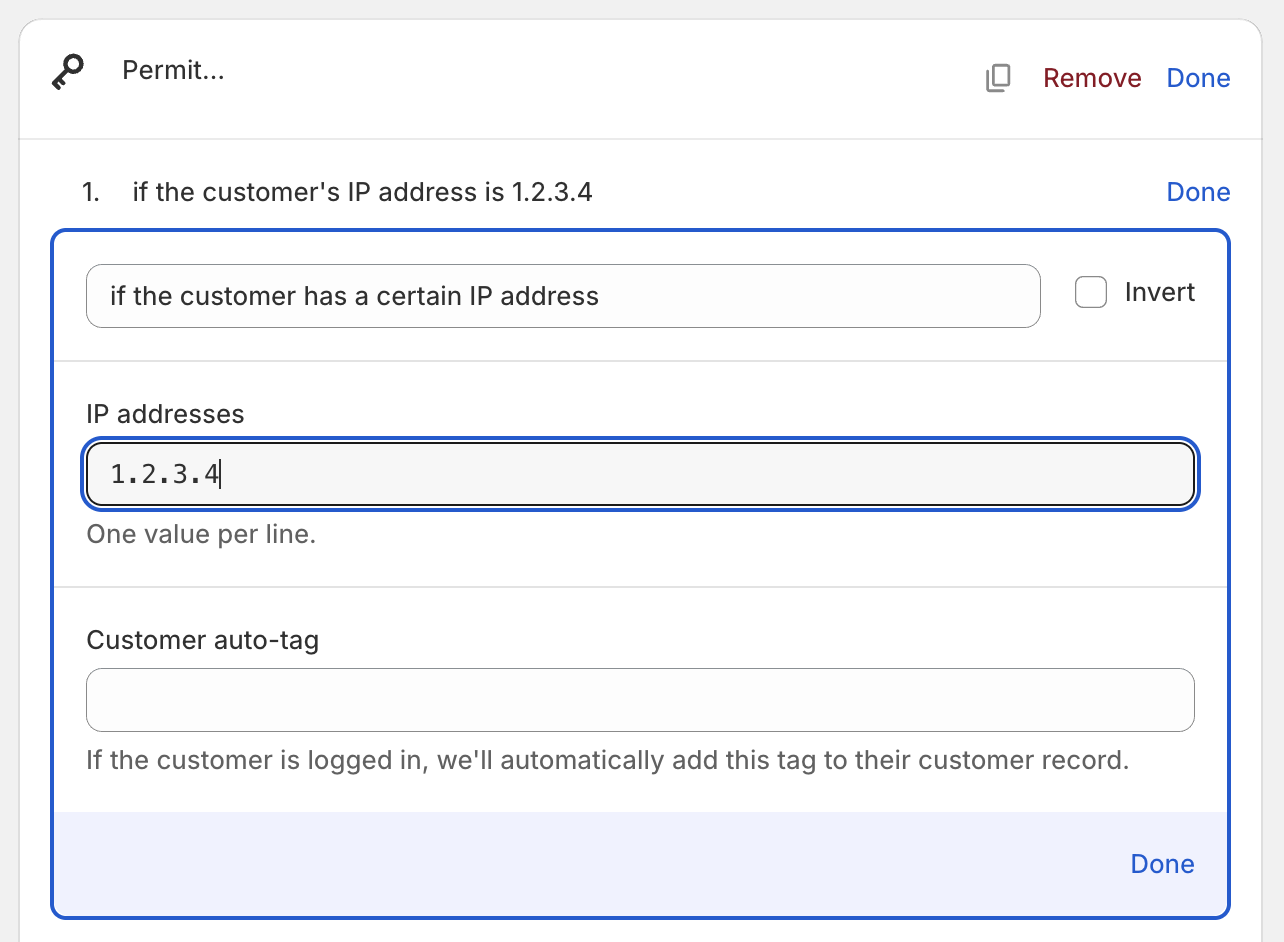 Permit...
Remove
Done
1. if the customer's IP address is 1.2.3.4
Done
if the customer has a certain IP address
Invert
IP addresses
1.2.3.4
One value per line.
Customer auto-tag
If the customer is logged in, we'll automatically add this tag to their customer record.
Done